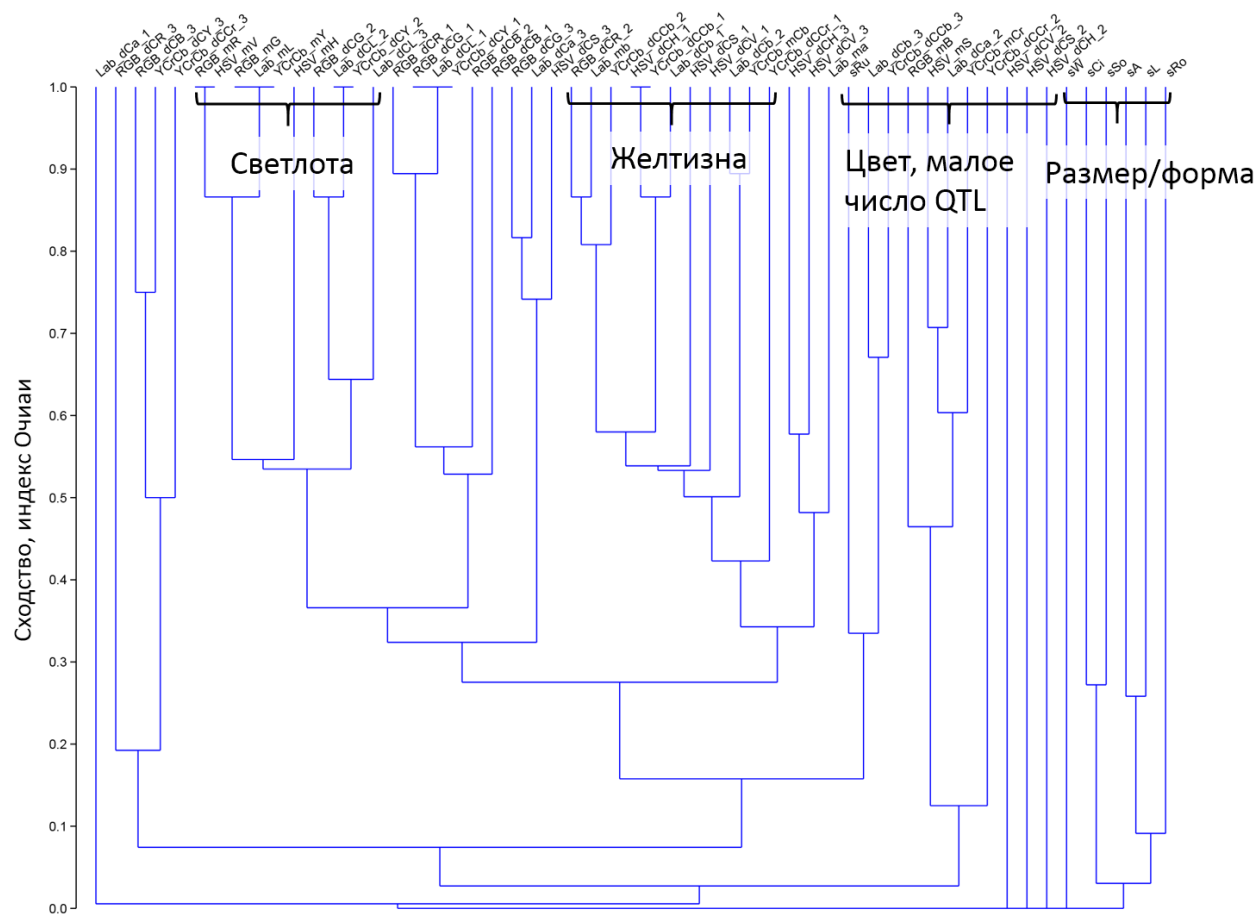 Lab_dCa_1
RGB_dCR_3
RGB_dCB_3
YCrCb_dCY_3
YCrCb_dCCr_3
RGB_mR
HSV_mV
RGB_mG
Lab_mL
YCrCb_mY
HSV_mH
RGB_dCG_2
Lab_dCL_2
YCrCb_dCY_2
Lab_dCL_3
RGB_dCR_1
RGB_dCG_1
Lab_dCL_1
YCrCb_dCY_1
RGB_dCB_2
RGB_dCB_1
RGB_dCG_3
Lab_dCa_3
HSV_dCS_3
RGB_dCR_2
Lab_mb
YCrCb_dCCb_2
HSV_dCH_1
YCrCb_dCCb_1
Lab_dCb_1
HSV_dCS_1
HSV_dCV_1
Lab_dCb_2
YCrCb_mCb
YCrCb_dCCr_1
HSV_dCH_3
HSV_dCV_3
Lab_ma
sRu
Lab_dCb_3
YCrCb_dCCb_3
RGB_mB
HSV_mS
Lab_dCa_2
YCrCb_mCr
YCrCb_dCCr_2
HSV_dCV_2
HSV_dCS_2
HSV_dCH_2
sW
sCi
sSo
sA
sL
sRo
Светлота
Желтизна
Цвет, малое
число QTL
Размер/форма
Сходство, индекс Очиаи
1.0
0.9
0.8
0.7
0.6
0.5
0.4
0.3
0.2
0.1
0.0